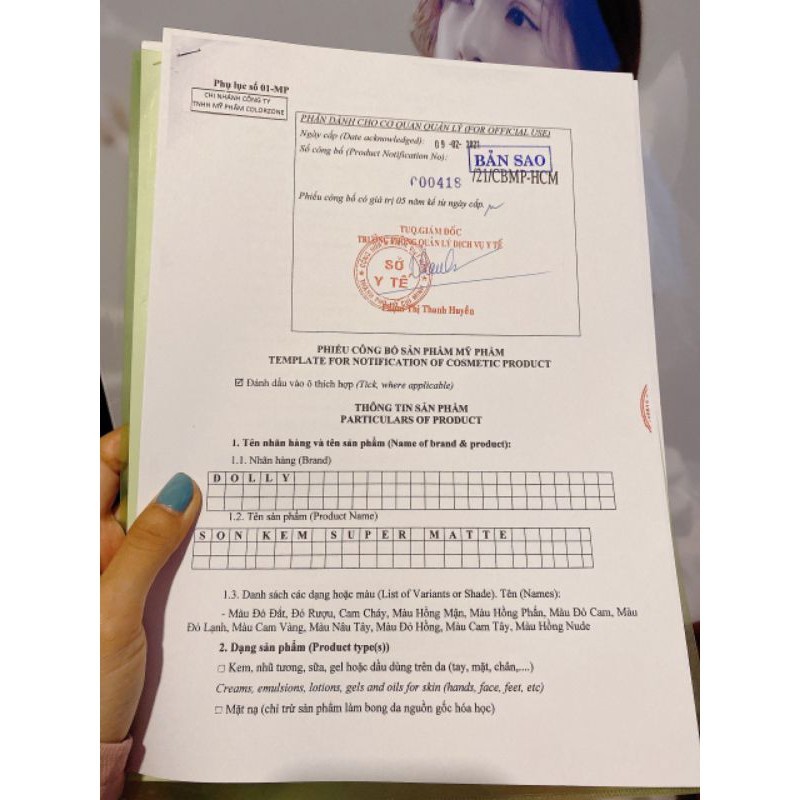 Phụ lục số 01-MP
CHI NHÁNH CÔNG TY
TNHH MỸ PHẨM COLORZONE
PHẦN DÀNH CHO CƠ QUAN QUẢN LÝ (FOR OFFICIAL USE)
Ngày cấp (Date acknowledged): 09 -02- 2021
Số công bố (Product Notification No):
BẢN SAO
000418 /21/CBMP-HCM
Phiếu công bố có giá trị 05 năm kể từ ngày cấp.
TUQ.GIÁM ĐỐC
TRƯỞNG PHÒNG QUẢN LÝ DỊCH VỤ Y TẾ
SỞ
Y TẾ
Phạm Thị Thanh Huyền
PHIẾU CÔNG BỐ SẢN PHẨM MỸ PHẨM
TEMPLATE FOR NOTIFICATION OF COSMETIC PRODUCT
☑ Đánh dấu vào ô thích hợp (Tick, where applicable)
THÔNG TIN SẢN PHẨM
PARTICULARS OF PRODUCT
1. Tên nhãn hàng và tên sản phẩm (Name of brand & product):
1.1. Nhãn hàng (Brand)
DOLLY
1.2. Tên sản phẩm (Product Name)
SON KEM SUPER MATTE
1.3. Danh sách các dạng hoặc màu (List of Variants or Shade). Tên (Names):
- Màu Đỏ Đất, Đỏ Rượu, Cam Cháy, Màu Hồng Mận, Màu Hồng Phấn, Màu Đỏ Cam, Màu
Đỏ Lạnh, Màu Cam Vàng, Màu Nâu Tây, Màu Đỏ Hồng, Màu Cam Tây, Màu Hồng Nude
2. Dạng sản phẩm (Product type(s))
□ Kem, nhũ tương, sữa, gel hoặc dầu dùng trên da (tay, mặt, chân,....)
Creams, emulsions, lotions, gels and oils for skin (hands, face, feet, etc)
□ Mặt nạ (chỉ trừ sản phẩm làm bong da nguồn gốc hóa học)